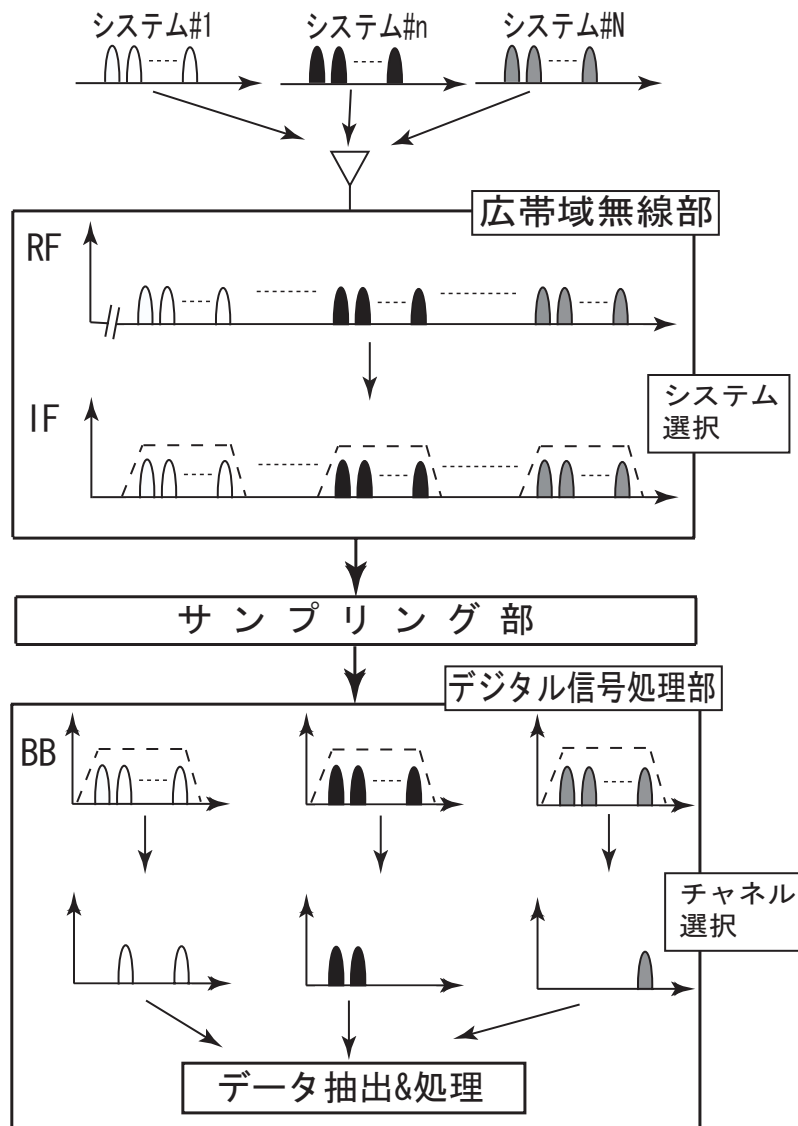 システム#1
システム#n
システム#N
広帯域無線部
RF
IF
システム
選択
サンプリング部
デジタル信号処理部
BB
チャネル
選択
データ抽出&処理